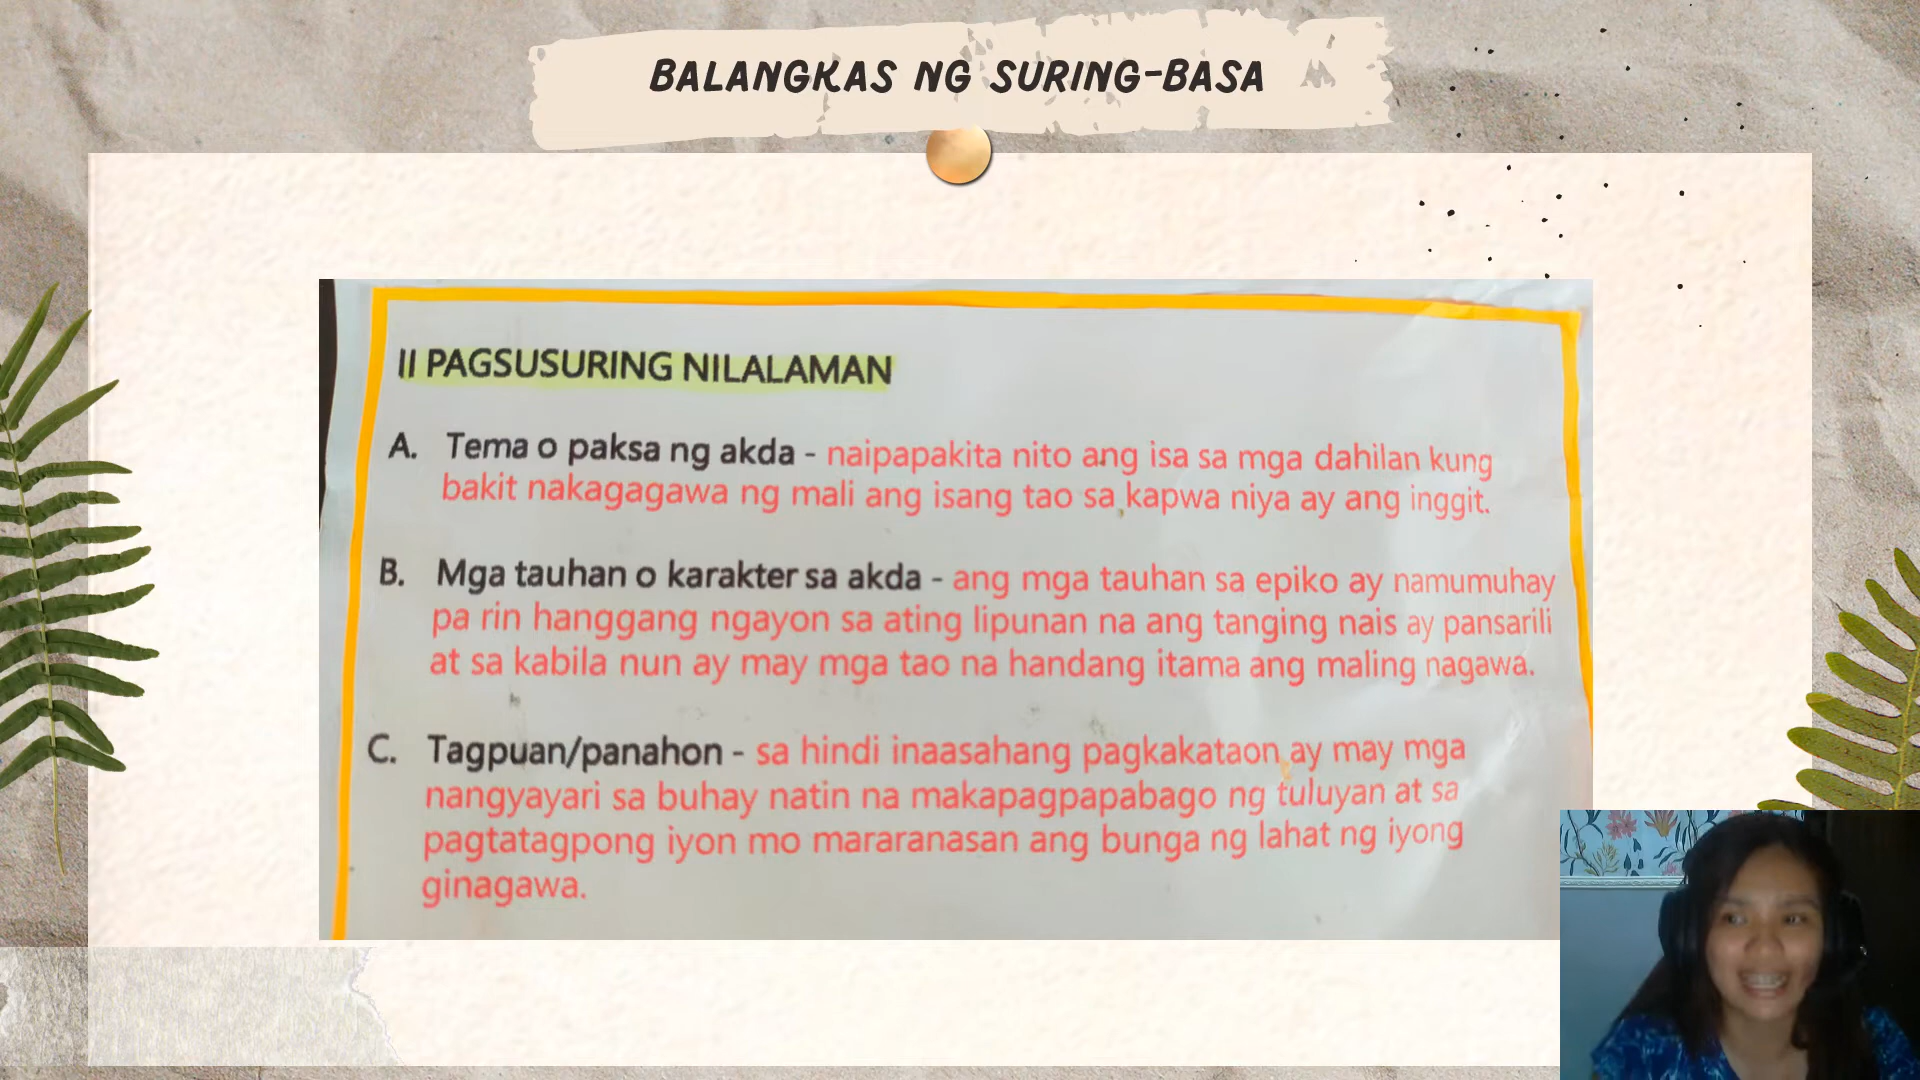 BALANGKAS NG SURING-BASA
II PAGSUSURING NILALAMAN
A. Tema o paksa ng akda - naipapakita nito ang isa sa mga dahilan kung
bakit nakagagawa ng mali ang isang tao sa kapwa niya ay ang inggit.
B. Mga tauhan o karakter sa akda - ang mga tauhan sa epiko ay namumuhay
pa rin hanggang ngayon sa ating lipunan na ang tanging nais ay pansarili
at sa kabila nun ay may mga tao na handang itama ang maling nagawa.
C. Tagpuan/panahon - sa hindi inaasahang pagkakataon ay may mga
nangyayari sa buhay natin na makapagpapabago ng tuluyan at sa
pagtatagpong iyon mo mararanasan ang bunga ng lahat ng iyong
ginagawa.